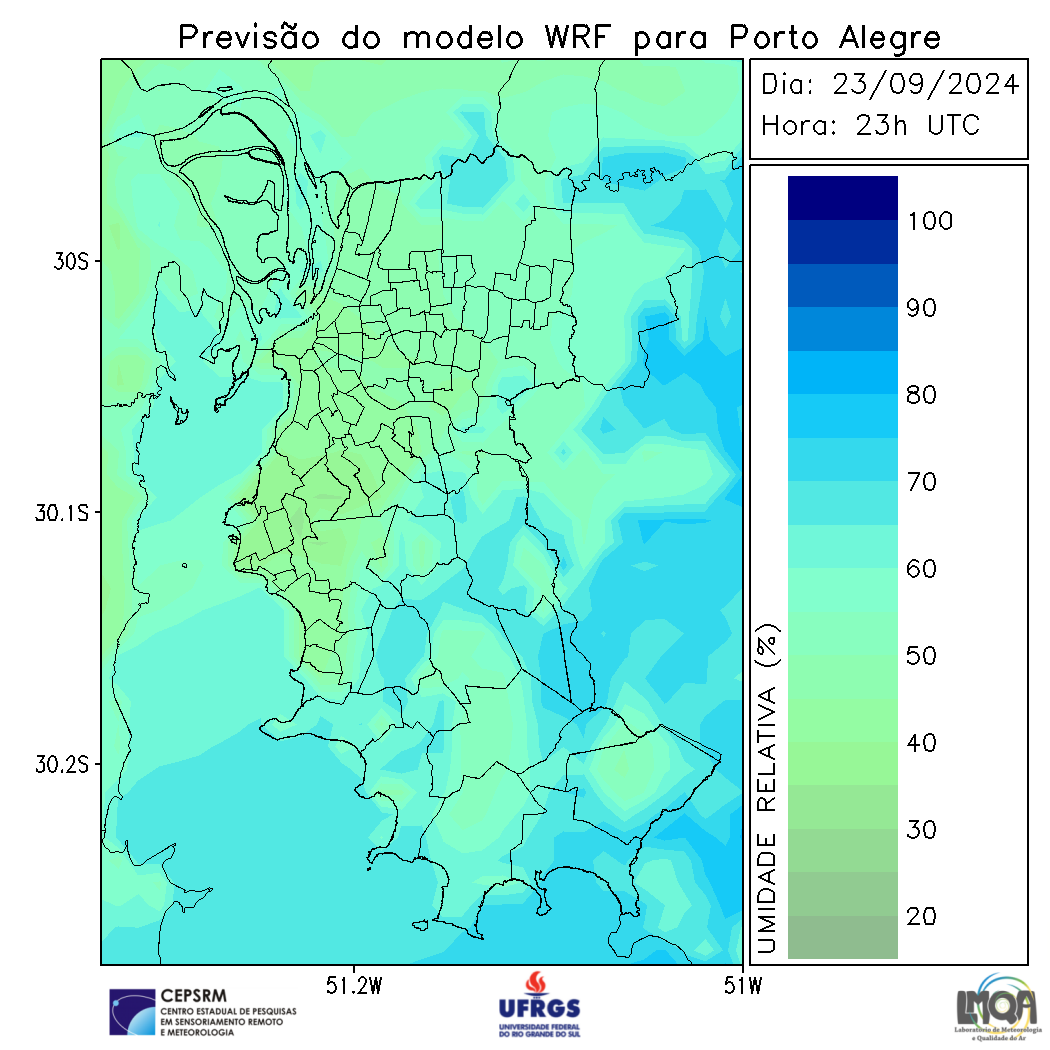 Previsão do modelo WRF para Porto Alegre
Dia: 23/09/2024
Hora: 23h UTC
30S
30.1S
30.2S
51.2W
51W
UMIDADE RELATIVA (%)
100
90
80
70
60
50
40
30
20
CEPSRM
CENTRO ESTADUAL DE PESQUISAS
EM SENSORIAMENTO REMOTO
E METEOROLOGIA
UFRGS
UNIVERSIDADE FEDERAL
DO RIO GRANDE DO SUL
LMQA
Laboratório de Meteorologia
e Qualidade do Ar